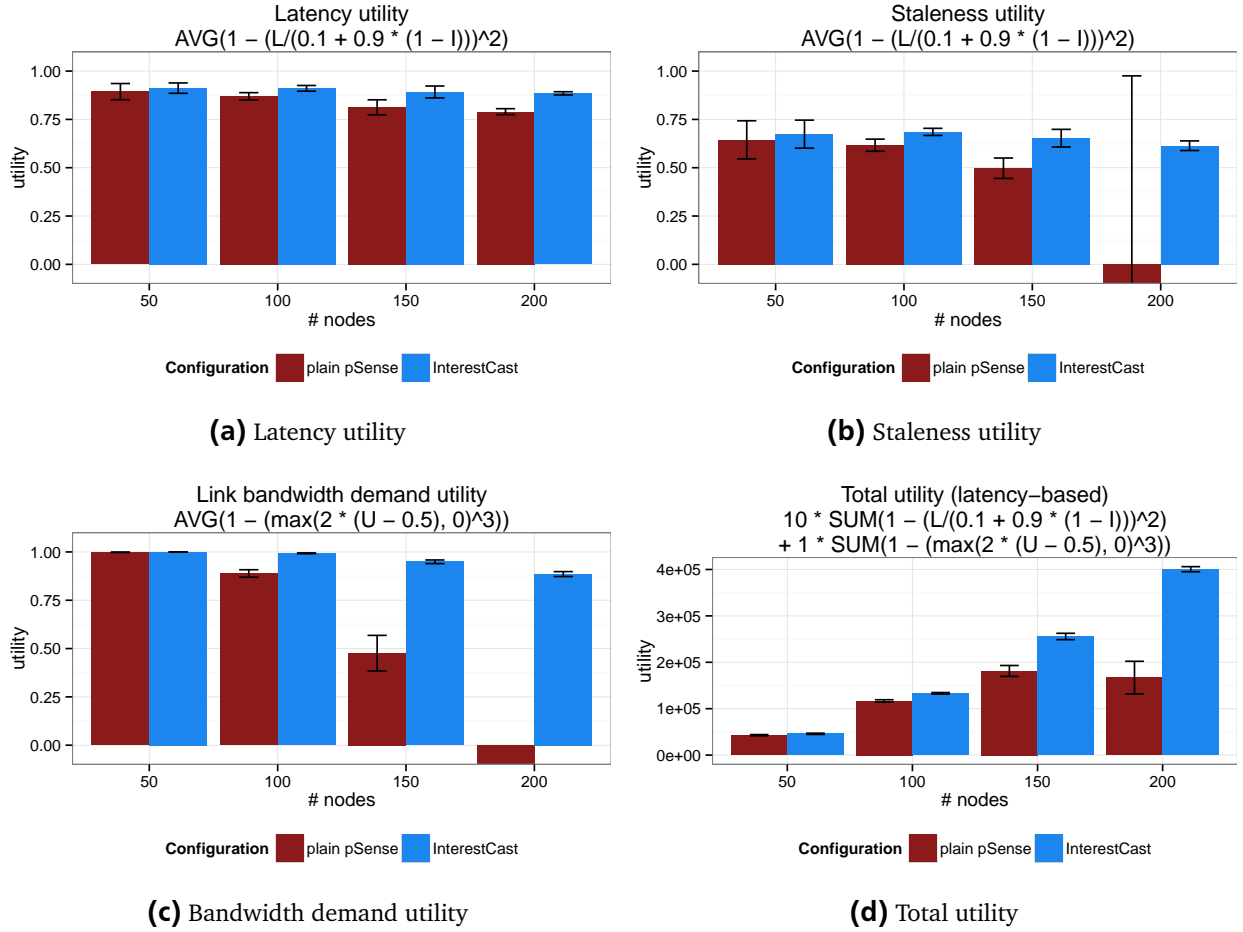 Latency utility
AVG(1 − (L/(0.1 + 0.9 * (1 − I)))^2)
1.00
0.75
0.50
0.25
0.00
utility
50 100 150 200
# nodes
Configuration plain pSense InterestCast
(a) Latency utility
Staleness utility
AVG(1 − (L/(0.1 + 0.9 * (1 − I)))^2)
1.00
0.75
0.50
0.25
0.00
utility
50 100 150 200
# nodes
Configuration plain pSense InterestCast
(b) Staleness utility
Link bandwidth demand utility
AVG(1 − (max(2 * (U − 0.5), 0)^3))
1.00
0.75
0.50
0.25
0.00
utility
50 100 150 200
# nodes
Configuration plain pSense InterestCast
(c) Bandwidth demand utility
Total utility (latency−based)
10 * SUM(1 − (L/(0.1 + 0.9 * (1 − I)))^2)
+ 1 * SUM(1 − (max(2 * (U − 0.5), 0)^3))
4e+05
3e+05
2e+05
1e+05
0e+00
utility
50 100 150 200
# nodes
Configuration plain pSense InterestCast
(d) Total utility